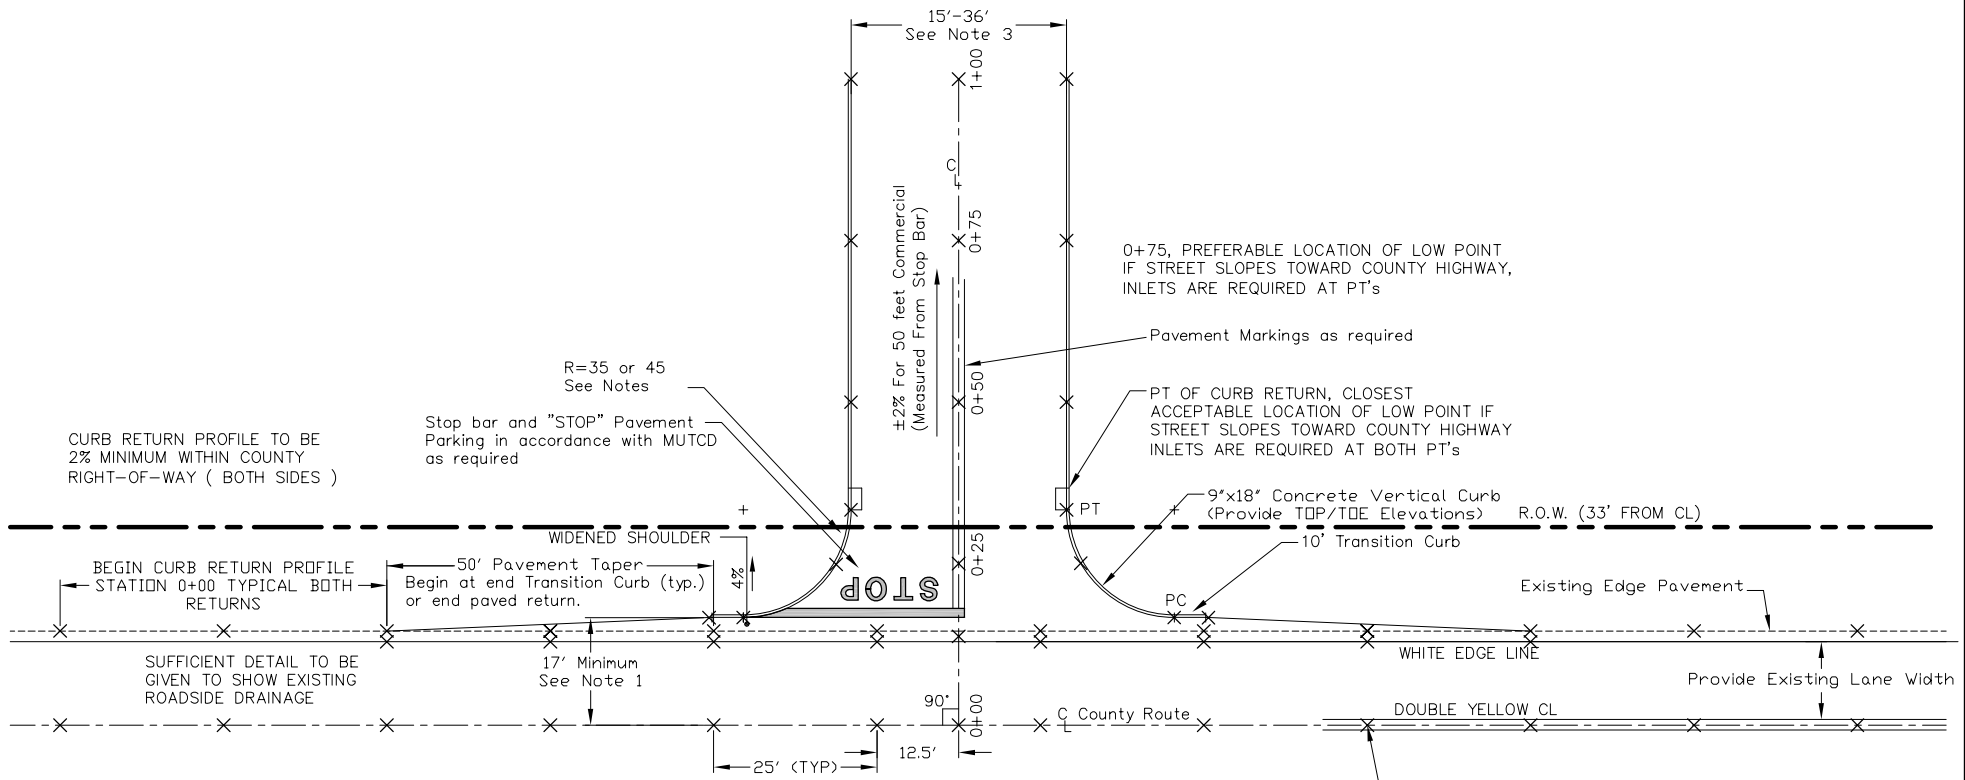 15'-36'
See Note 3
1+00
C
L
±2% For 50 feet Commercial
(Measured From Stop Bar)
0+75
0+75, PREFERABLE LOCATION OF LOW POINT
IF STREET SLOPES TOWARD COUNTY HIGHWAY,
INLETS ARE REQUIRED AT PT's
Pavement Markings as required
R=35 or 45
See Notes
0+50
PT OF CURB RETURN, CLOSEST
ACCEPTABLE LOCATION OF LOW POINT IF
STREET SLOPES TOWARD COUNTY HIGHWAY
INLETS ARE REQUIRED AT BOTH PT's
Stop bar and "STOP" Pavement
Parking in accordance with MUTCD
as required
CURB RETURN PROFILE TO BE
2% MINIMUM WITHIN COUNTY
RIGHT-OF-WAY ( BOTH SIDES )
9"x18" Concrete Vertical Curb
(Provide TOP/TOE Elevations)
PT
R.O.W. (33' FROM CL)
WIDENED SHOULDER
10' Transition Curb
0+25
BEGIN CURB RETURN PROFILE
STATION 0+00 TYPICAL BOTH
RETURNS
50' Pavement Taper
Begin at end Transition Curb (typ.)
or end paved return.
4%
STOP
PC
Existing Edge Pavement
SUFFICIENT DETAIL TO BE
GIVEN TO SHOW EXISTING
ROADSIDE DRAINAGE
17' Minimum
See Note 1
WHITE EDGE LINE
Provide Existing Lane Width
90°
0+00
C
L
County Route
DOUBLE YELLOW CL
12.5'
25' (TYP)